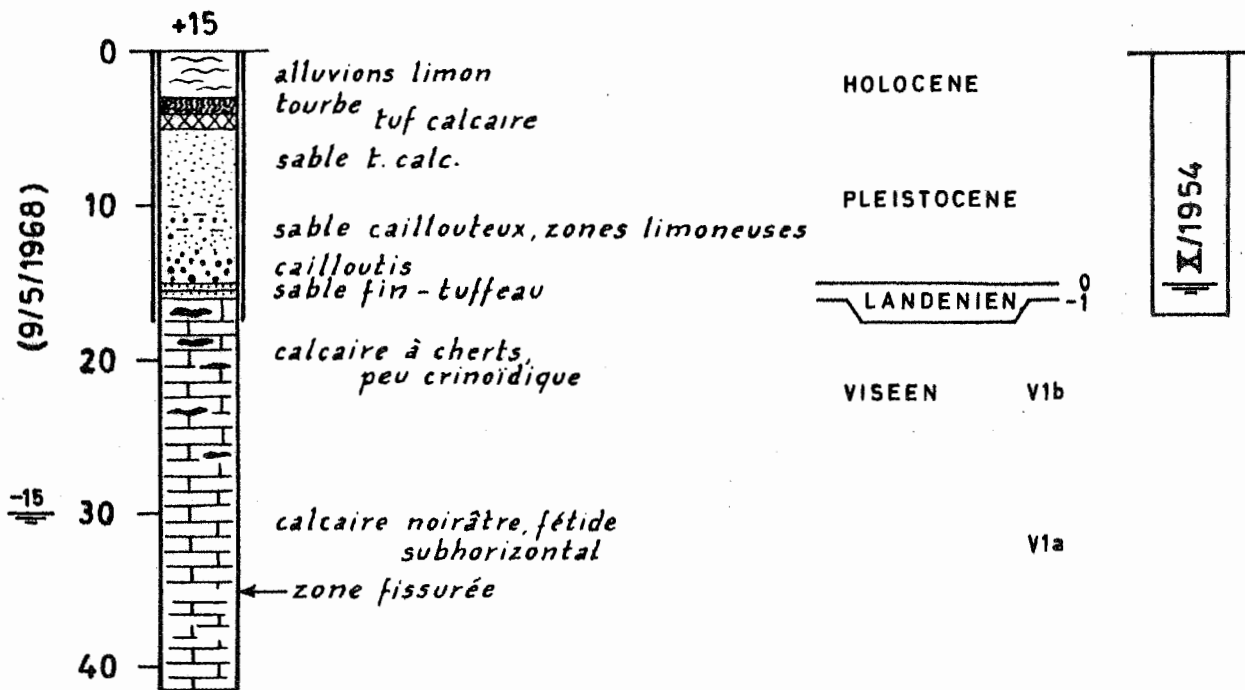 +15
0
alluvions limon
HOLOCENE
tourbe
tuf calcaire
sable t. calc.
10
PLEISTOCENE
X/1954
(9/5/1968)
sable caillouteux, zones limoneuses
cailloutis
sable fin - tuffeau
0
LANDENIEN
-1
20
calcaire à cherts,
peu crinoïdique
VISEEN V1b
-15
30
calcaire noirâtre, fétide
subhorizontal
V1a
zone fissurée
40